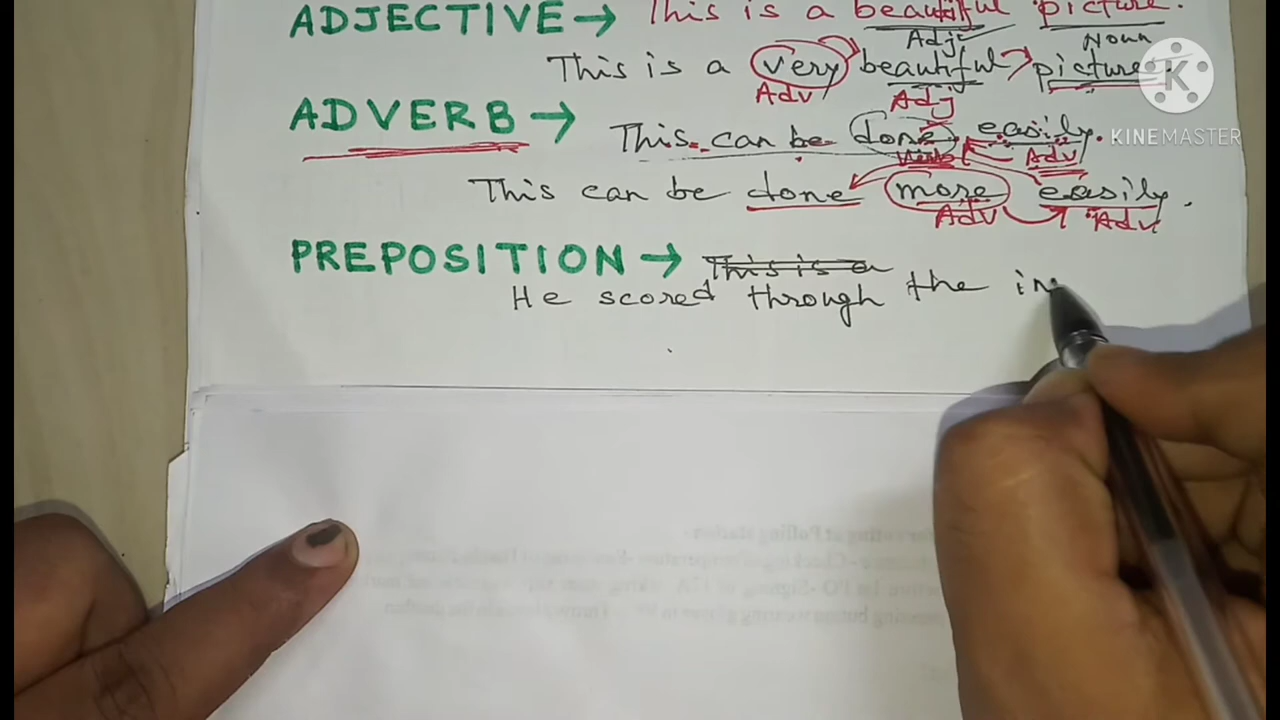 ADJECTIVE → This is a beautiful picture.
Adj Noun
This is a very beautiful picture.
Adv Adj
ADVERB → This can be done easily.
Verb Adv
This can be done more easily.
Adv Adv
PREPOSITION → This is a
He scored through the in
K
KINEMASTER